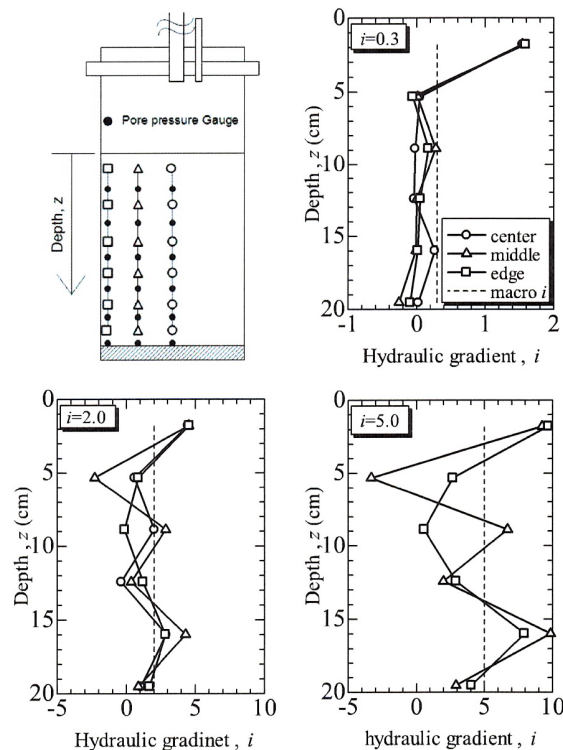 Pore pressure Gauge
Depth, z
i=0.3
0
5
10
15
20
Depth , z (cm)
center
middle
edge
macro i
-1 0 1 2
Hydraulic gradient , i
i=2.0
0
5
10
15
20
Depth , z (cm)
-5 0 5 10
Hydraulic gradinet , i
i=5.0
0
5
10
15
20
Depth , z (cm)
-5 0 5 10
hydraulic gradient , i